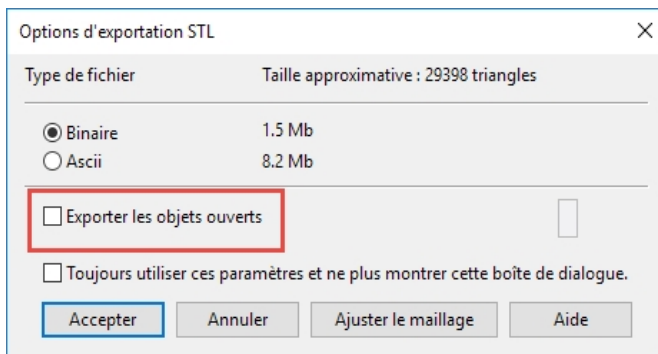 Options d'exportation STL
Type de fichier Taille approximative : 29398 triangles
Binaire 1.5 Mb
Ascii 8.2 Mb
Exporter les objets ouverts
Toujours utiliser ces paramètres et ne plus montrer cette boîte de dialogue.
Accepter Annuler Ajuster le maillage Aide